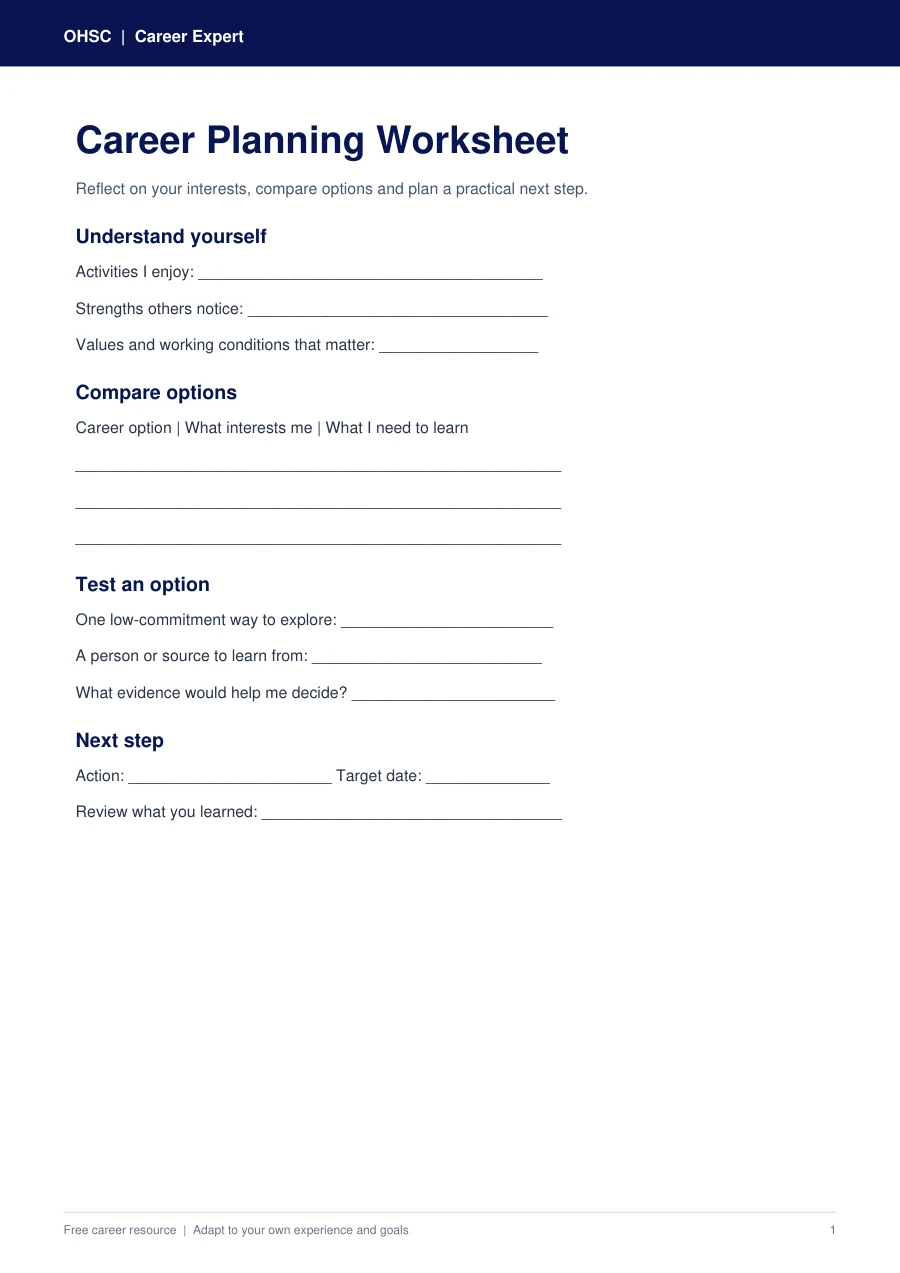 OHSC | Career Expert
Career Planning Worksheet
Reflect on your interests, compare options and plan a practical next step.
Understand yourself
Activities I enjoy: _______________________________________
Strengths others notice: __________________________________
Values and working conditions that matter: __________________
Compare options
Career option | What interests me | What I need to learn
_______________________________________________________
_______________________________________________________
_______________________________________________________
Test an option
One low-commitment way to explore: ________________________
A person or source to learn from: __________________________
What evidence would help me decide? _______________________
Next step
Action: _______________________ Target date: ______________
Review what you learned: __________________________________
Free career resource | Adapt to your own experience and goals
1